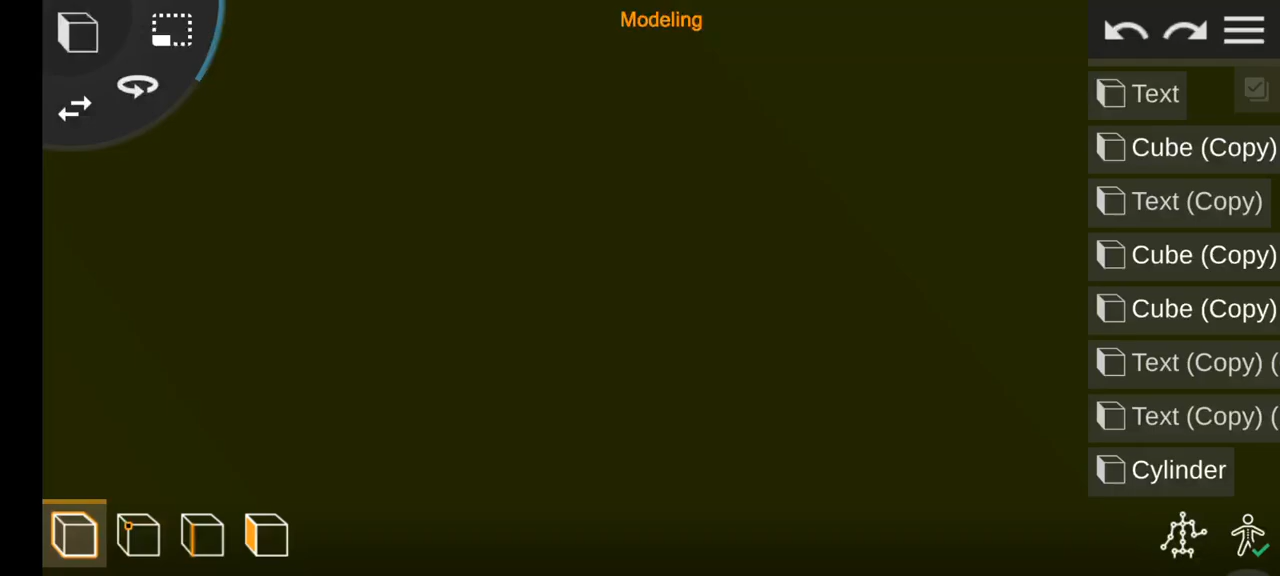 Modeling
Text
Cube (Copy)
Text (Copy)
Cube (Copy)
Cube (Copy)
Text (Copy) (
Text (Copy) (
Cylinder